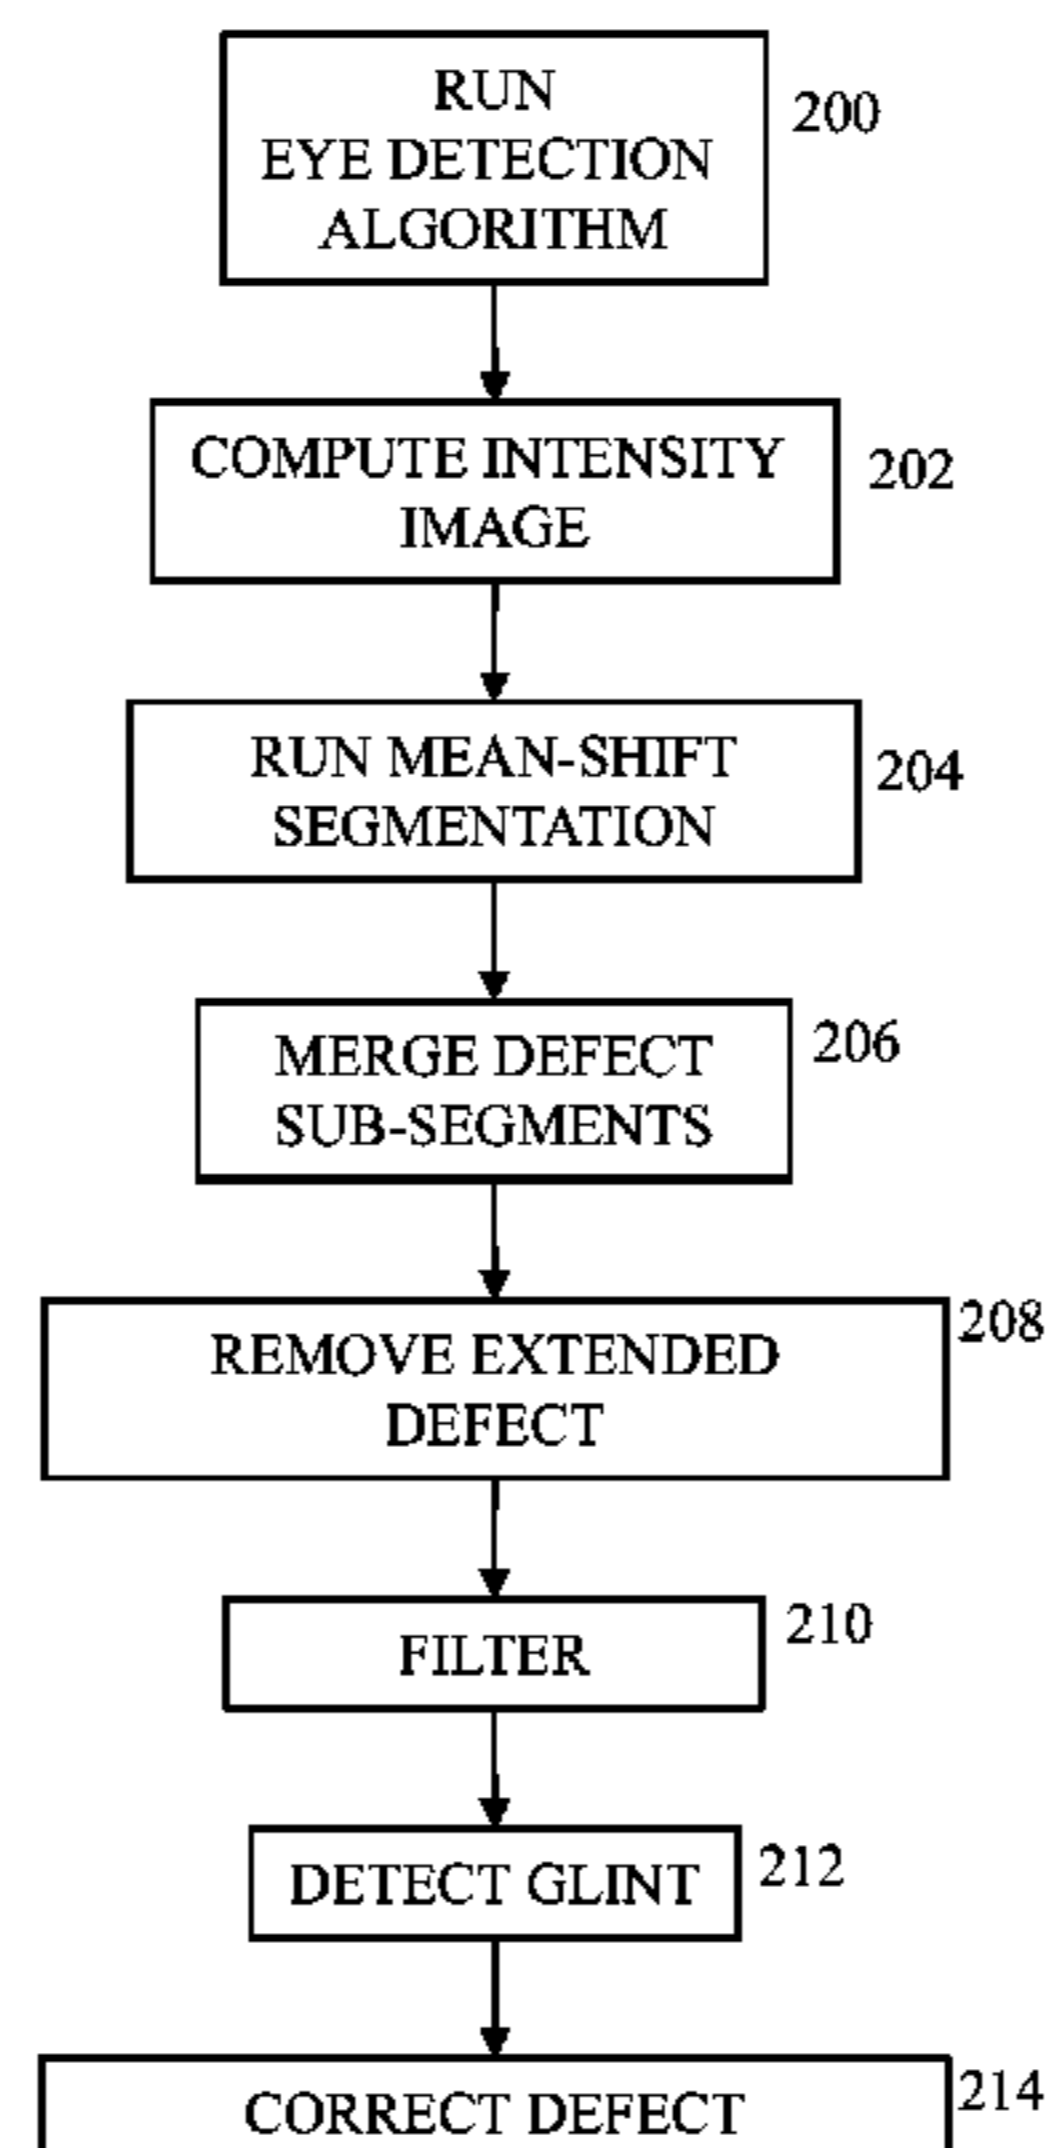 RUN
EYE DETECTION
ALGORITHM
200
COMPUTE INTENSITY
IMAGE
202
RUN MEAN-SHIFT
SEGMENTATION
204
MERGE DEFECT
SUB-SEGMENTS
206
REMOVE EXTENDED
DEFECT
208
FILTER
210
DETECT GLINT
212
CORRECT DEFECT
214